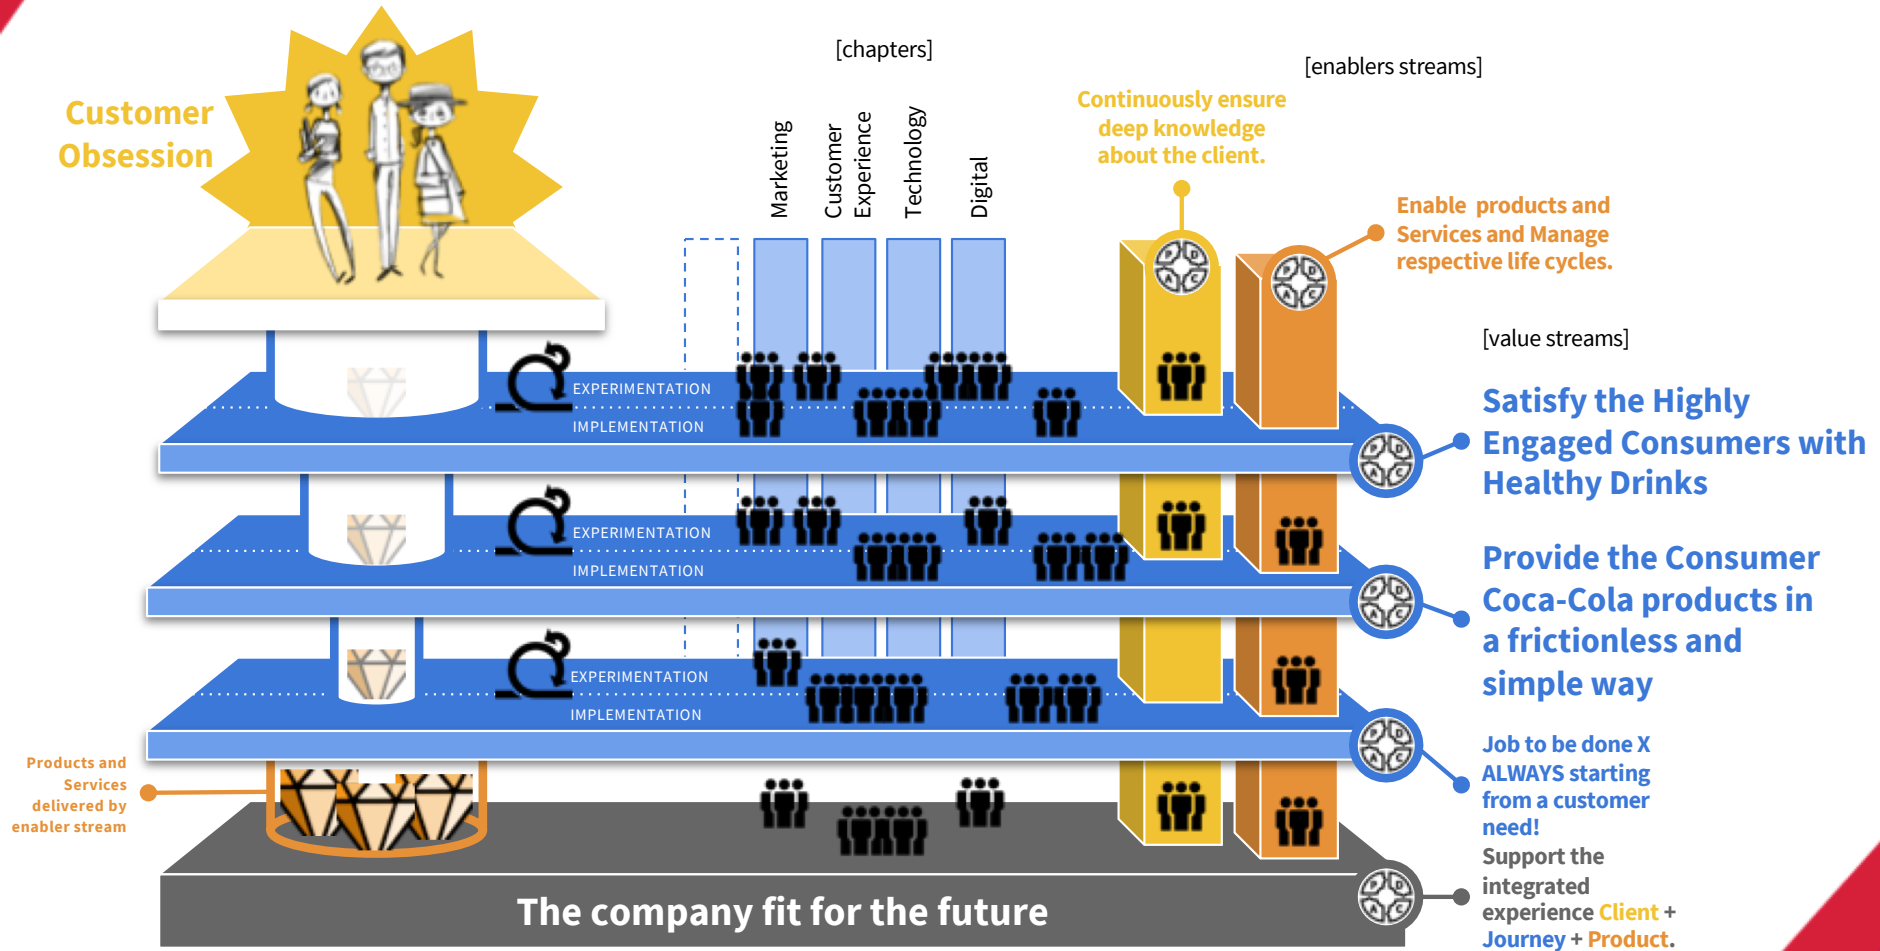 [chapters]
[enablers streams]
Customer
Obsession
Marketing
Customer
Experience
Technology
Digital
Continuously ensure
deep knowledge
about the client.
Enable products and
Services and Manage
respective life cycles.
P D
A C
P D
A C
[value streams]
EXPERIMENTATION
IMPLEMENTATION
P D
A C
Satisfy the Highly
Engaged Consumers with
Healthy Drinks
EXPERIMENTATION
IMPLEMENTATION
P D
A C
Provide the Consumer
Coca-Cola products in
a frictionless and
simple way
EXPERIMENTATION
IMPLEMENTATION
P D
A C
Job to be done X
ALWAYS starting
from a customer
need!
Products and
Services
delivered by
enabler stream
The company fit for the future
P D
A C
Support the
integrated
experience Client +
Journey + Product.